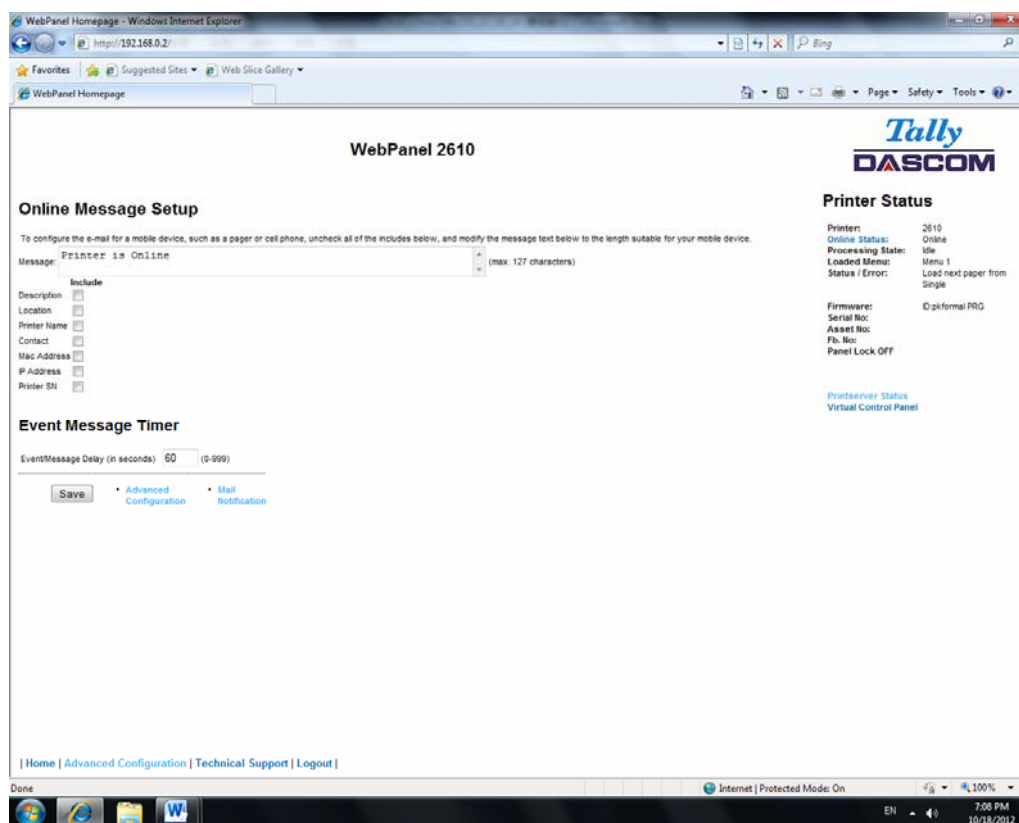 WebPanel Homepage - Windows Internet Explorer
http://192.168.0.2/
Bing
Favorites
Suggested Sites
Web Slice Gallery
WebPanel Homepage
Page
Safety
Tools
WebPanel 2610
Tally
DASCOM
Online Message Setup
To configure the e-mail for a mobile device, such as a pager or cell phone, uncheck all of the includes below, and modify the message text below to the length suitable for your mobile device.
Message: Printer is Online (max. 127 characters)
Include
Description
Location
Printer Name
Contact
Mac Address
IP Address
Printer SN
Event Message Timer
Event/Message Delay (in seconds) 60 (0-999)
Save
• Advanced Configuration
• Mail Notification
Printer Status
Printer: 2610
Online Status: Online
Processing State: Idle
Loaded Menu: Menu 1
Status / Error: Load next paper from
Single
Firmware: D:pkformal PRG
Serial No:
Asset No:
Fb. No:
Panel Lock OFF
Printserver Status
Virtual Control Panel
| Home | Advanced Configuration | Technical Support | Logout |
Done
Internet | Protected Mode: On
100%
EN
7:08 PM
10/18/2012